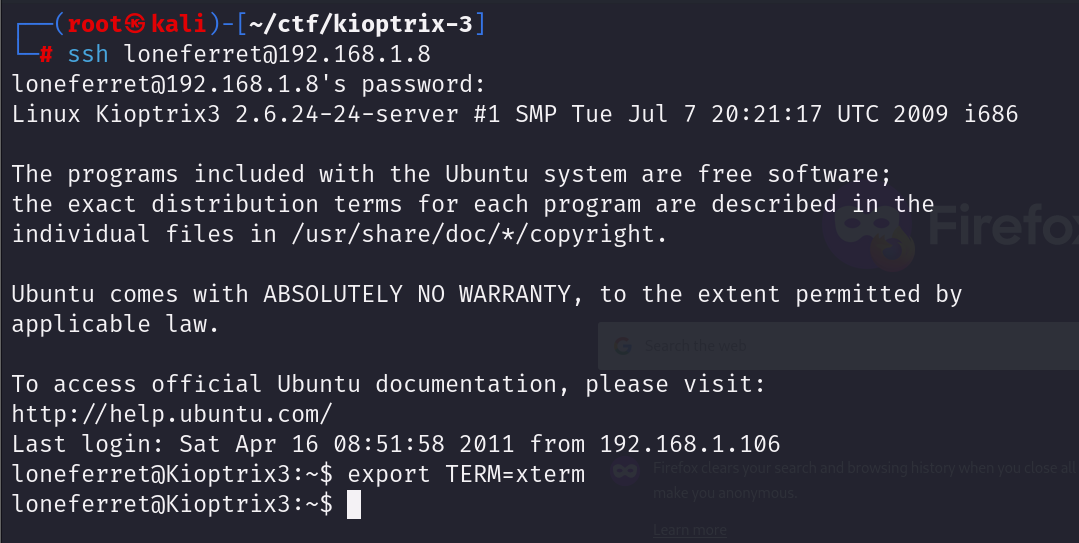 ┌──(root㉿kali)-[~/ctf/kioptrix-3]
└─# ssh loneferret@192.168.1.8
loneferret@192.168.1.8's password:
Linux Kioptrix3 2.6.24-24-server #1 SMP Tue Jul 7 20:21:17 UTC 2009 i686
The programs included with the Ubuntu system are free software;
the exact distribution terms for each program are described in the
individual files in /usr/share/doc/*/copyright.
Firefox
Ubuntu comes with ABSOLUTELY NO WARRANTY, to the extent permitted by
applicable law.
Search the web
To access official Ubuntu documentation, please visit:
http://help.ubuntu.com/
Last login: Sat Apr 16 08:51:58 2011 from 192.168.1.106
loneferret@Kioptrix3:~$ export TERM=xterm
Firefox clears your search and browsing history when you close all
make you anonymous.
loneferret@Kioptrix3:~$
Learn more